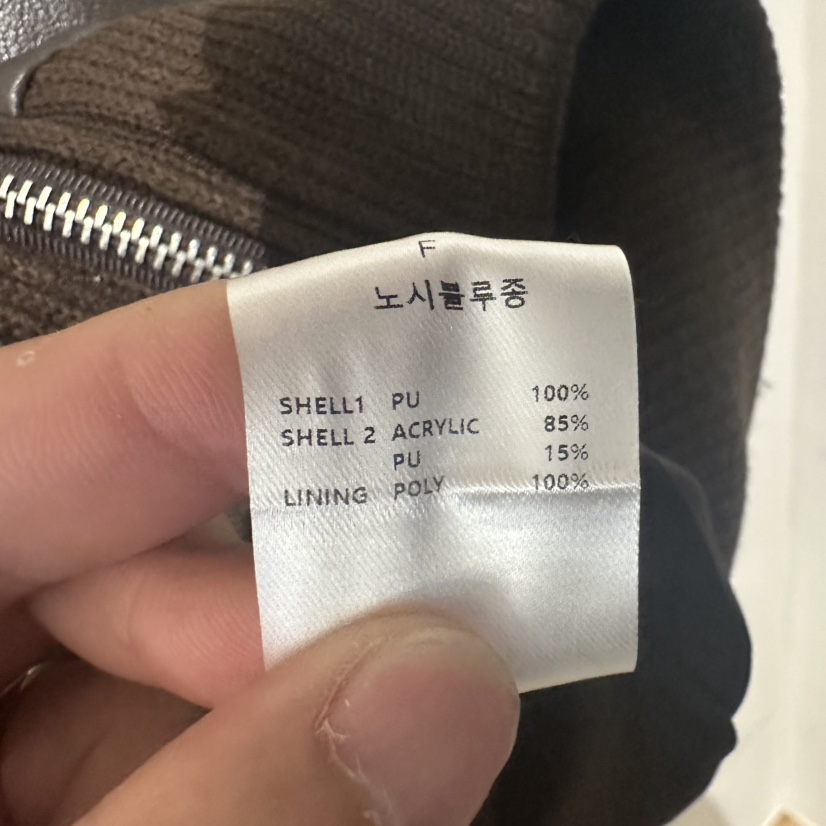 F
노시블루종
SHELL1 PU 100%
SHELL 2 ACRYLIC 85%
PU 15%
LINING POLY 100%